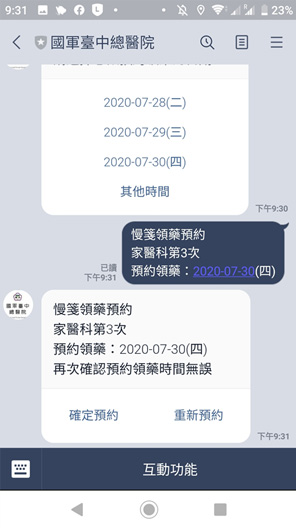 9:31
23%
國軍臺中總醫院
2020-07-28(二)
2020-07-29(三)
2020-07-30(四)
其他時間
下午9:30
慢箋領藥預約
家醫科第3次
預約領藥：2020-07-30(四)
已讀
下午9:31
國軍臺中
總醫院
慢箋領藥預約
家醫科第3次
預約領藥：2020-07-30(四)
再次確認預約領藥時間無誤
確定預約
重新預約
下午9:31
互動功能